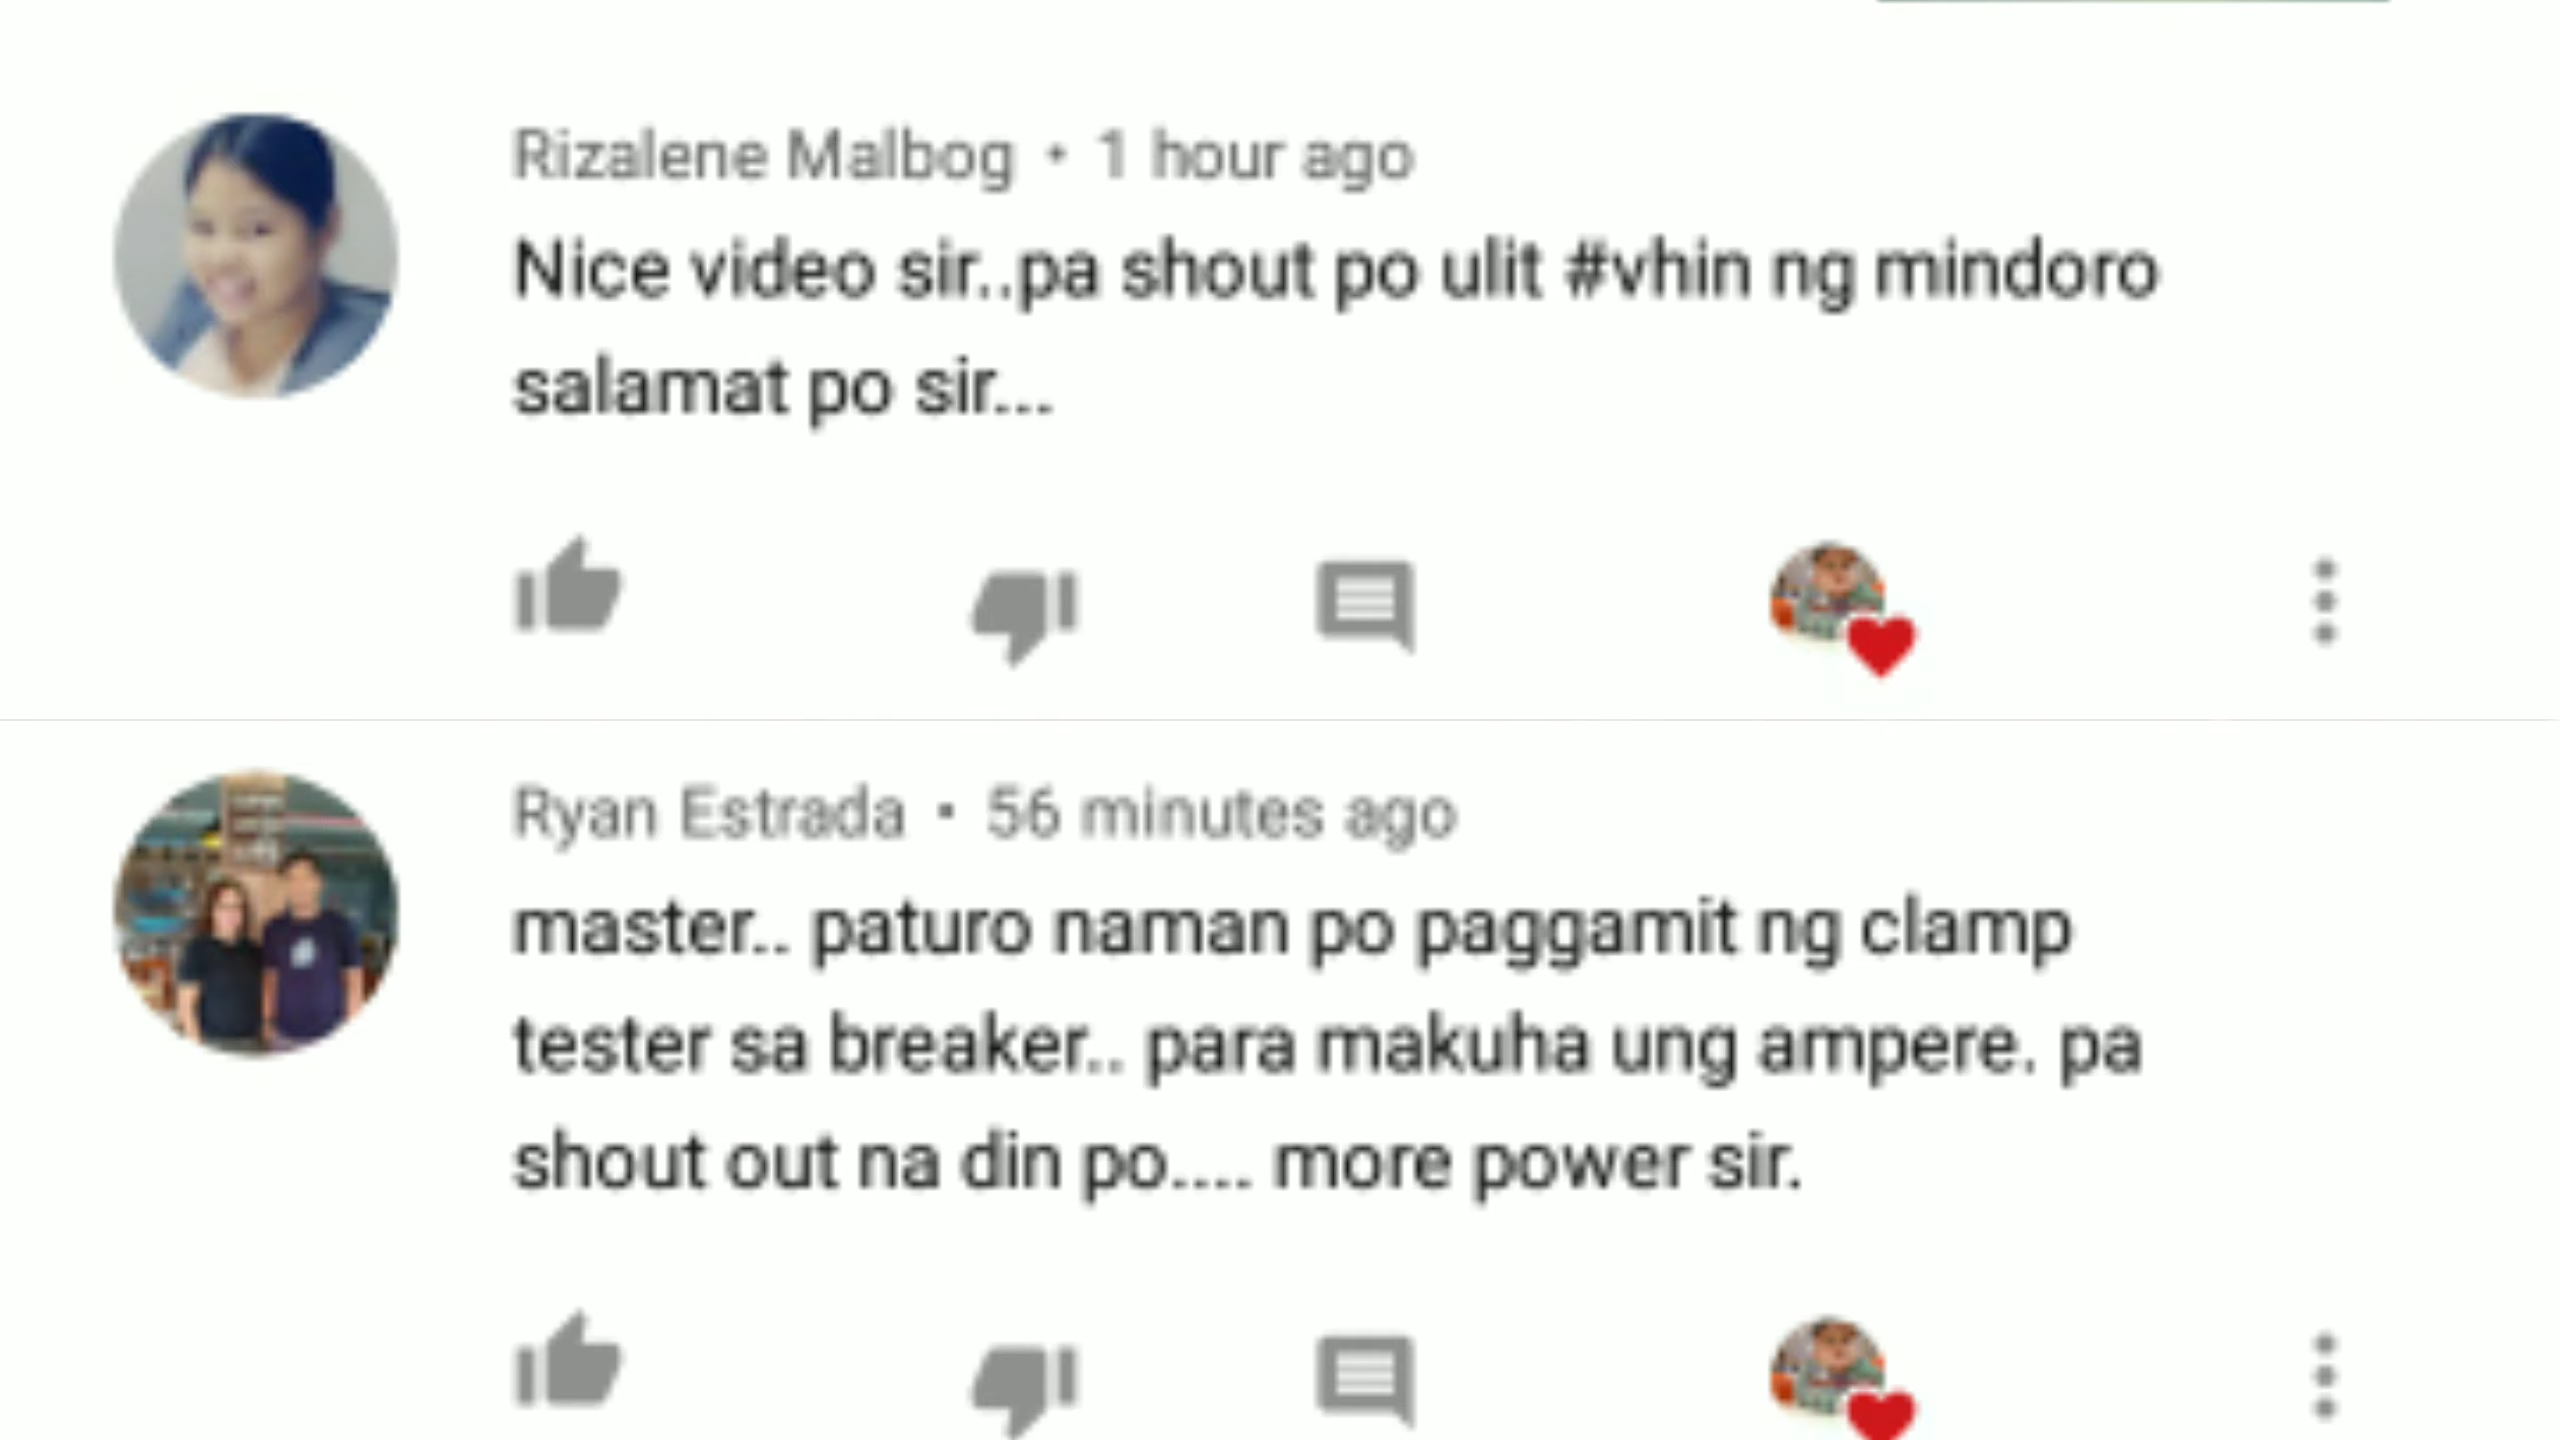 Rizalene Malbog • 1 hour ago
Nice video sir..pa shout po ulit #vhin ng mindoro
salamat po sir...
Ryan Estrada • 56 minutes ago
master.. paturo naman po paggamit ng clamp
tester sa breaker.. para makuha ung ampere. pa
shout out na din po.... more power sir.